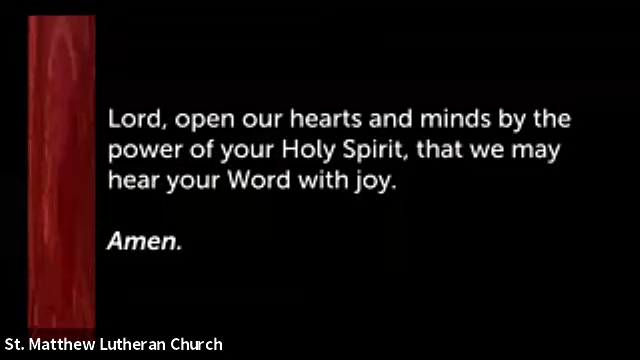 Lord, open our hearts and minds by the
power of your Holy Spirit, that we may
hear your Word with joy.
Amen.
St. Matthew Lutheran Church